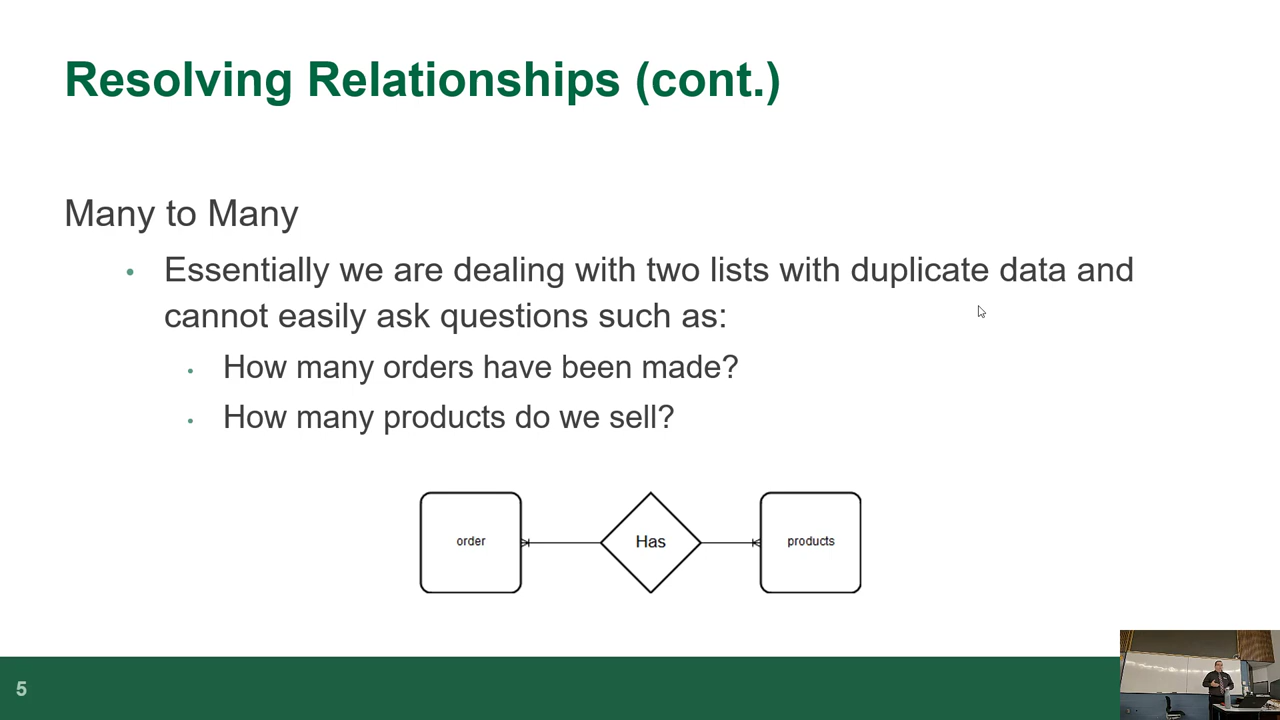 Resolving Relationships (cont.)
Many to Many
• Essentially we are dealing with two lists with duplicate data and
cannot easily ask questions such as:
• How many orders have been made?
• How many products do we sell?
order
Has
products
5